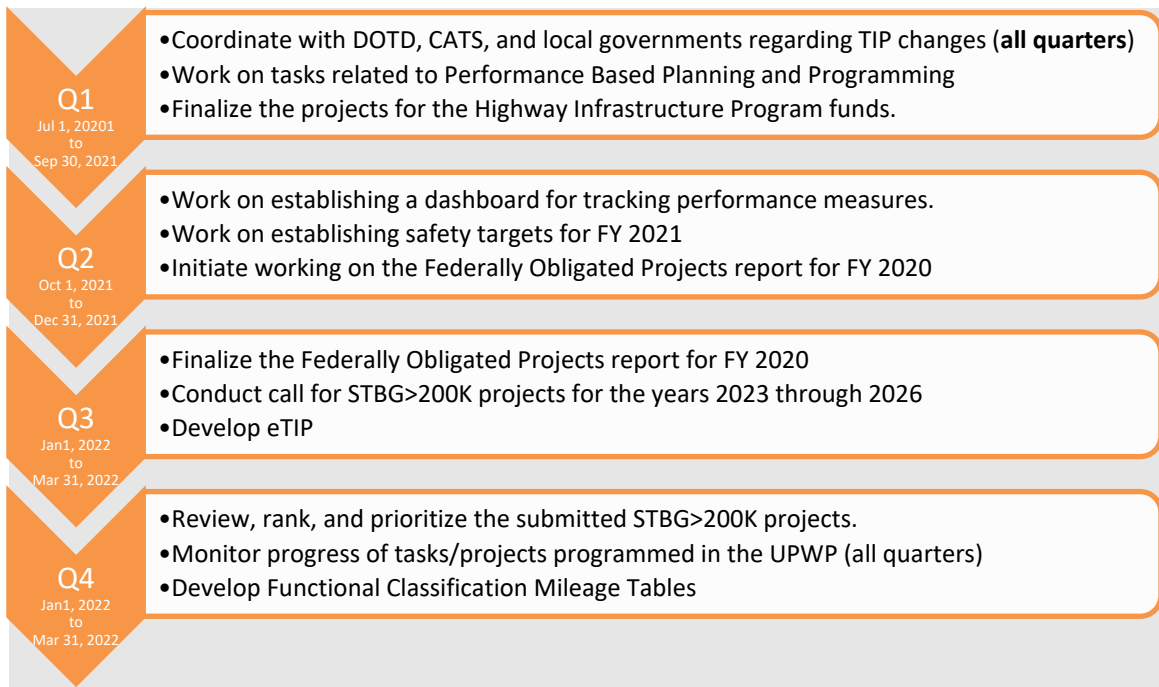 Q1
Jul 1, 20201
to
Sep 30, 2021
•Coordinate with DOTD, CATS, and local governments regarding TIP changes (all quarters)
•Work on tasks related to Performance Based Planning and Programming
•Finalize the projects for the Highway Infrastructure Program funds.
Q2
Oct 1, 2021
to
Dec 31, 2021
•Work on establishing a dashboard for tracking performance measures.
•Work on establishing safety targets for FY 2021
•Initiate working on the Federally Obligated Projects report for FY 2020
Q3
Jan1, 2022
to
Mar 31, 2022
•Finalize the Federally Obligated Projects report for FY 2020
•Conduct call for STBG>200K projects for the years 2023 through 2026
•Develop eTIP
Q4
Jan1, 2022
to
Mar 31, 2022
•Review, rank, and prioritize the submitted STBG>200K projects.
•Monitor progress of tasks/projects programmed in the UPWP (all quarters)
•Develop Functional Classification Mileage Tables